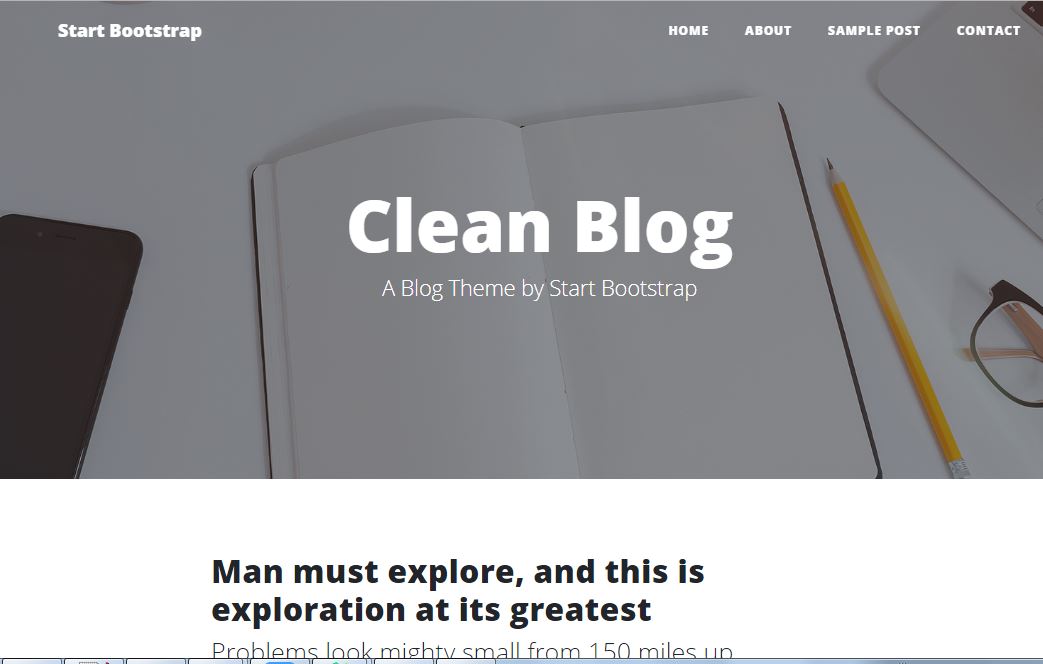 Start Bootstrap
HOME ABOUT SAMPLE POST CONTACT
Clean Blog
A Blog Theme by Start Bootstrap
Man must explore, and this is
exploration at its greatest
Problems look mighty small from 150 miles up